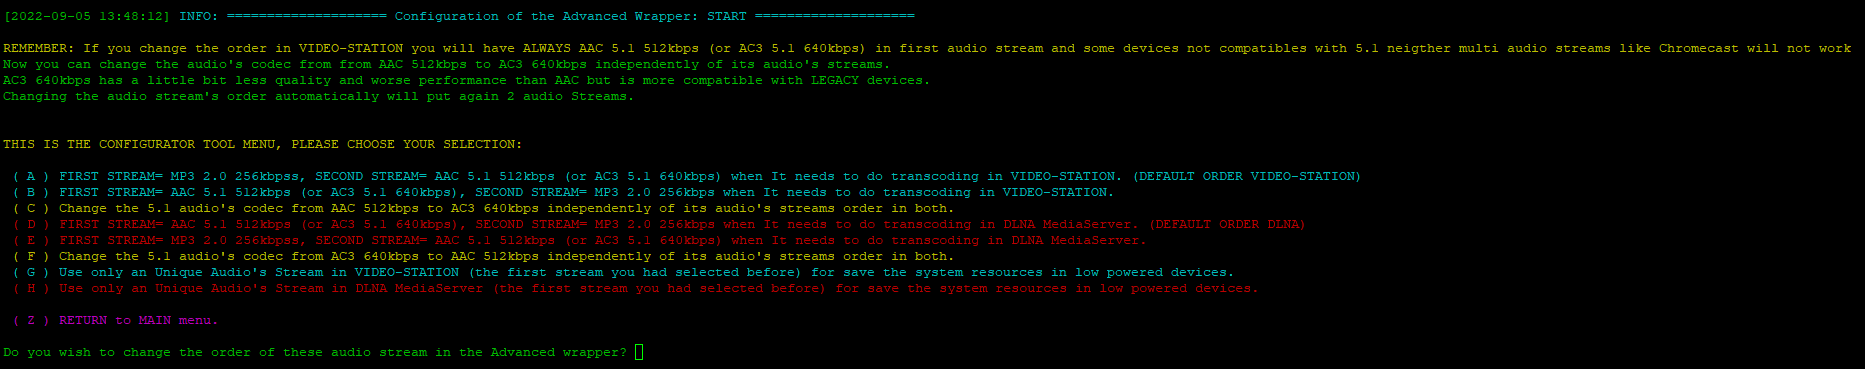 [2022-09-05 13:48:12] INFO: ==================== Configuration of the Advanced Wrapper: START ====================
REMEMBER: If you change the order in VIDEO-STATION you will have ALWAYS AAC 5.1 512kbps (or AC3 5.1 640kbps) in first audio stream and some devices not compatibles with 5.1 neigther multi audio streams like Chromecast will not work
Now you can change the audio's codec from from AAC 512kbps to AC3 640kbps independently of its audio's streams.
AC3 640kbps has a little bit less quality and worse performance than AAC but is more compatible with LEGACY devices.
Changing the audio stream's order automatically will put again 2 audio Streams.
THIS IS THE CONFIGURATOR TOOL MENU, PLEASE CHOOSE YOUR SELECTION:
( A ) FIRST STREAM= MP3 2.0 256kbpss, SECOND STREAM= AAC 5.1 512kbps (or AC3 5.1 640kbps) when It needs to do transcoding in VIDEO-STATION. (DEFAULT ORDER VIDEO-STATION)
( B ) FIRST STREAM= AAC 5.1 512kbps (or AC3 5.1 640kbps), SECOND STREAM= MP3 2.0 256kbps when It needs to do transcoding in VIDEO-STATION.
( C ) Change the 5.1 audio's codec from AAC 512kbps to AC3 640kbps independently of its audio's streams order in both.
( D ) FIRST STREAM= AAC 5.1 512kbps (or AC3 5.1 640kbps), SECOND STREAM= MP3 2.0 256kbps when It needs to do transcoding in DLNA MediaServer. (DEFAULT ORDER DLNA)
( E ) FIRST STREAM= MP3 2.0 256kbpss, SECOND STREAM= AAC 5.1 512kbps (or AC3 5.1 640kbps) when It needs to do transcoding in DLNA MediaServer.
( F ) Change the 5.1 audio's codec from AC3 640kbps to AAC 512kbps independently of its audio's streams order in both.
( G ) Use only an Unique Audio's Stream in VIDEO-STATION (the first stream you had selected before) for save the system resources in low powered devices.
( H ) Use only an Unique Audio's Stream in DLNA MediaServer (the first stream you had selected before) for save the system resources in low powered devices.
( Z ) RETURN to MAIN menu.
Do you wish to change the order of these audio stream in the Advanced wrapper?